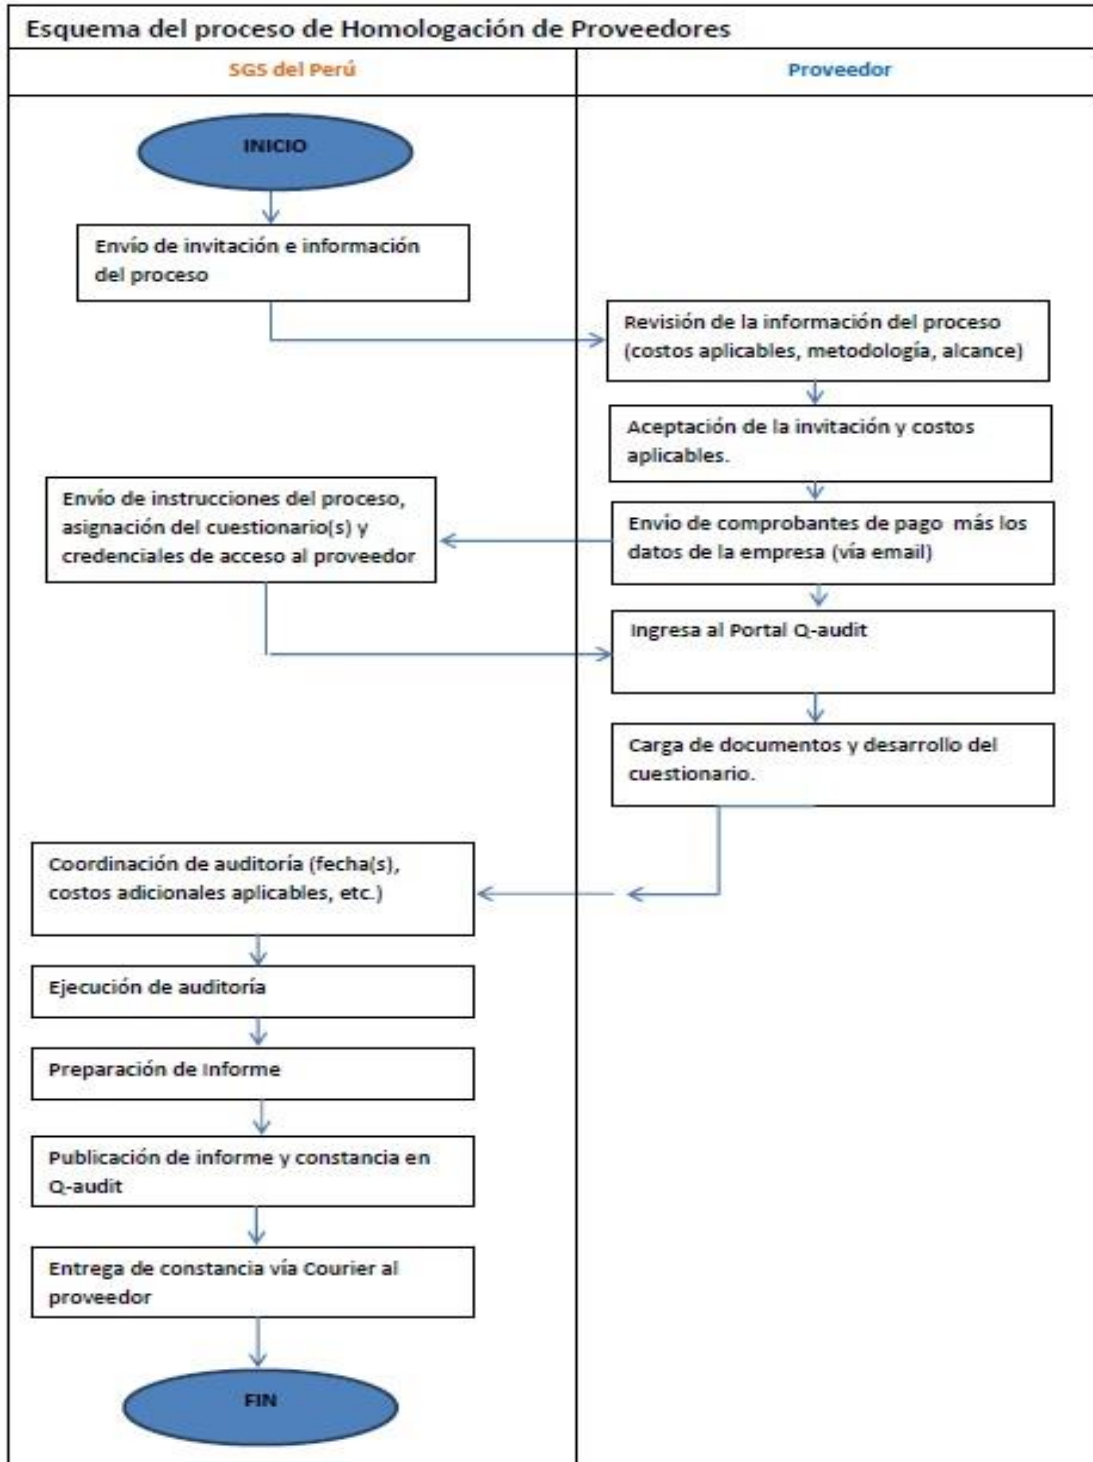 Esquema del proceso de Homologación de Proveedores
SGS del Perú
Proveedor
INICIO
Envío de invitación e información
del proceso
Revisión de la información del proceso
(costos aplicables, metodología, alcance)
Aceptación de la invitación y costos
aplicables.
Envío de instrucciones del proceso,
asignación del cuestionario(s) y
credenciales de acceso al proveedor
Envío de comprobantes de pago más los
datos de la empresa (vía email)
Ingresa al Portal Q-audit
Carga de documentos y desarrollo del
cuestionario.
Coordinación de auditoría (fecha(s),
costos adicionales aplicables, etc.)
Ejecución de auditoría
Preparación de Informe
Publicación de informe y constancia en
Q-audit
Entrega de constancia vía Courier al
proveedor
FIN